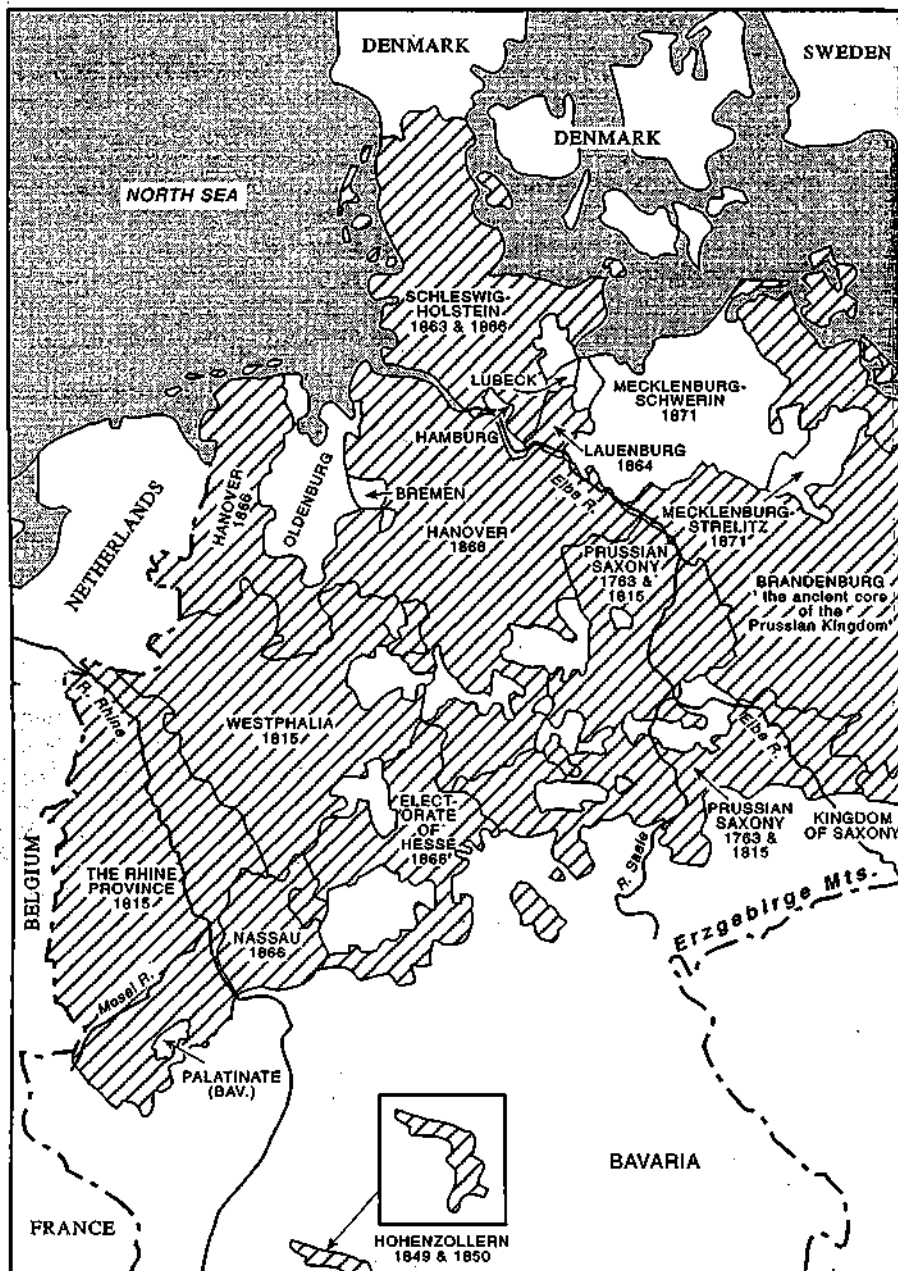 DENMARK
SWEDEN
DENMARK
NORTH SEA
SCHLESWIG-
HOLSTEIN
1863 & 1866
LUBECK
MECKLENBURG-
SCHWERIN
1871
HAMBURG
LAUENBURG
1864
Elbe R.
NETHERLANDS
HANOVER
1866
OLDENBURG
BREMEN
HANOVER
1866
MECKLENBURG-
STRELITZ
1871
PRUSSIAN
SAXONY
1763 &
1815
BRANDENBURG
' the ancient core
of the
Prussian Kingdom'
R. Rhine
WESTPHALIA
1815
Elbe R.
ELECT-
ORATE OF
HESSE
1866
PRUSSIAN
SAXONY
1763 &
1815
KINGDOM
OF SAXONY
R. Saale
BELGIUM
THE RHINE
PROVINCE
1815
NASSAU
1866
Erzgebirge Mts.
Mosel R.
PALATINATE
(BAV.)
BAVARIA
FRANCE
HOHENZOLLERN
1849 & 1850